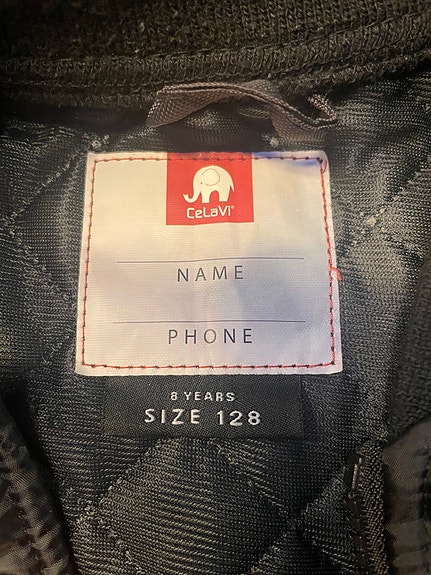 CeLaVi®
NAME
PHONE
8 YEARS
SIZE 128